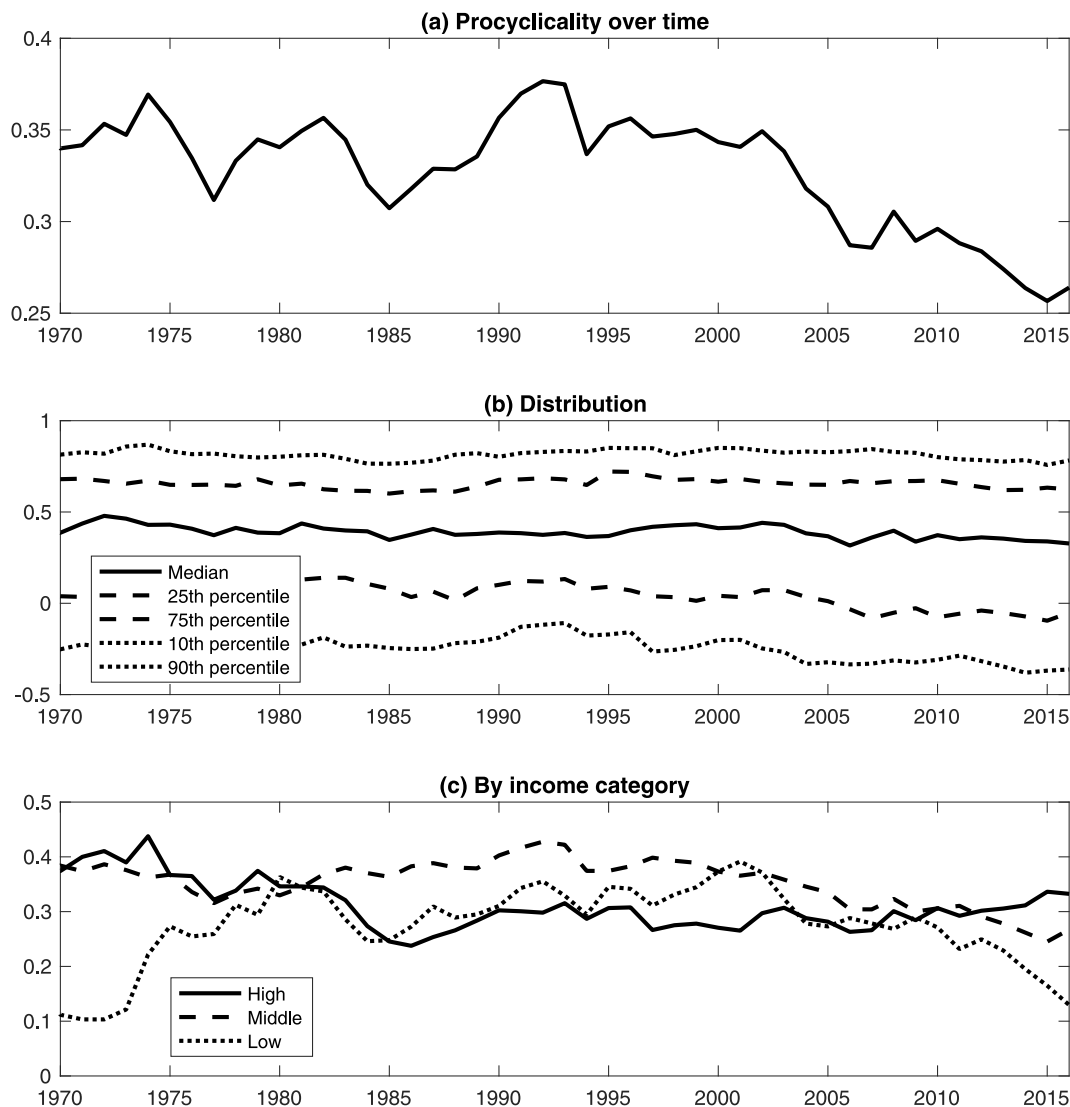 (a) Procyclicality over time
0.4
0.35
0.3
0.25
1970 1975 1980 1985 1990 1995 2000 2005 2010 2015
(b) Distribution
1
0.5
0
-0.5
Median
25th percentile
75th percentile
10th percentile
90th percentile
1970 1975 1980 1985 1990 1995 2000 2005 2010 2015
(c) By income category
0.5
0.4
0.3
0.2
0.1
0
High
Middle
Low
1970 1975 1980 1985 1990 1995 2000 2005 2010 2015